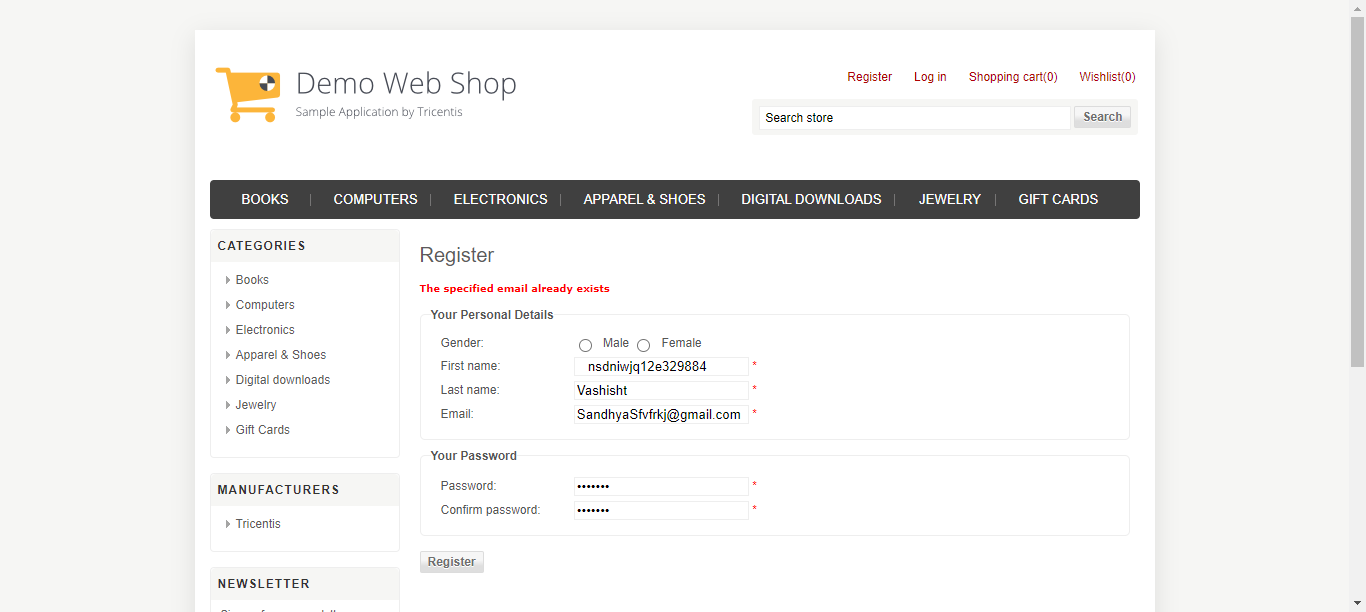 Demo Web Shop
Sample Application by Tricentis
Register Log in Shopping cart(0) Wishlist(0)
Search store Search
BOOKS COMPUTERS ELECTRONICS APPAREL & SHOES DIGITAL DOWNLOADS JEWELRY GIFT CARDS
CATEGORIES
Books
Computers
Electronics
Apparel & Shoes
Digital downloads
Jewelry
Gift Cards
MANUFACTURERS
Tricentis
NEWSLETTER
Register
The specified email already exists
Your Personal Details
Gender: Male Female
First name: nsdniwjq12e329884 *
Last name: Vashisht *
Email: SandhyaSfvfrkj@gmail.com *
Your Password
Password: ••••••• *
Confirm password: ••••••• *
Register